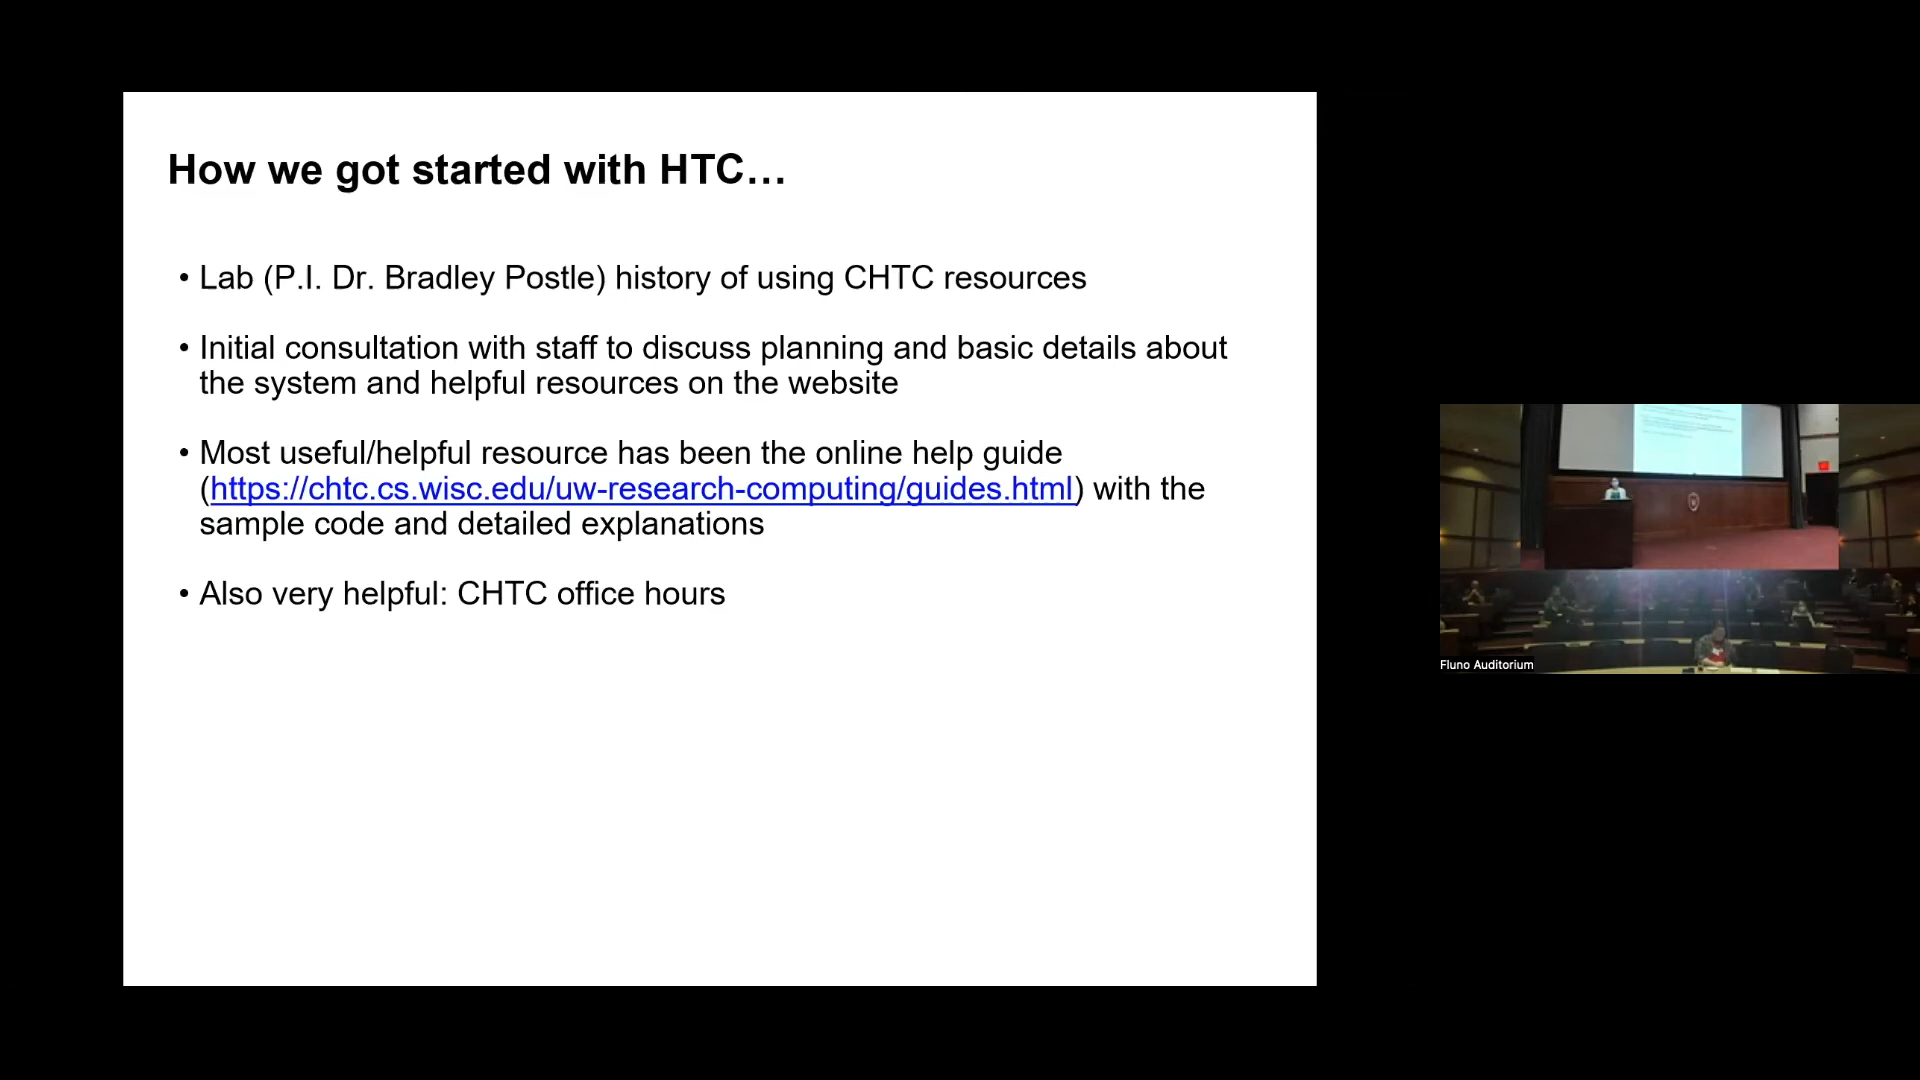 How we got started with HTC…
• Lab (P.I. Dr. Bradley Postle) history of using CHTC resources
• Initial consultation with staff to discuss planning and basic details about
the system and helpful resources on the website
• Most useful/helpful resource has been the online help guide
(https://chtc.cs.wisc.edu/uw-research-computing/guides.html) with the
sample code and detailed explanations
• Also very helpful: CHTC office hours
Fluno Auditorium